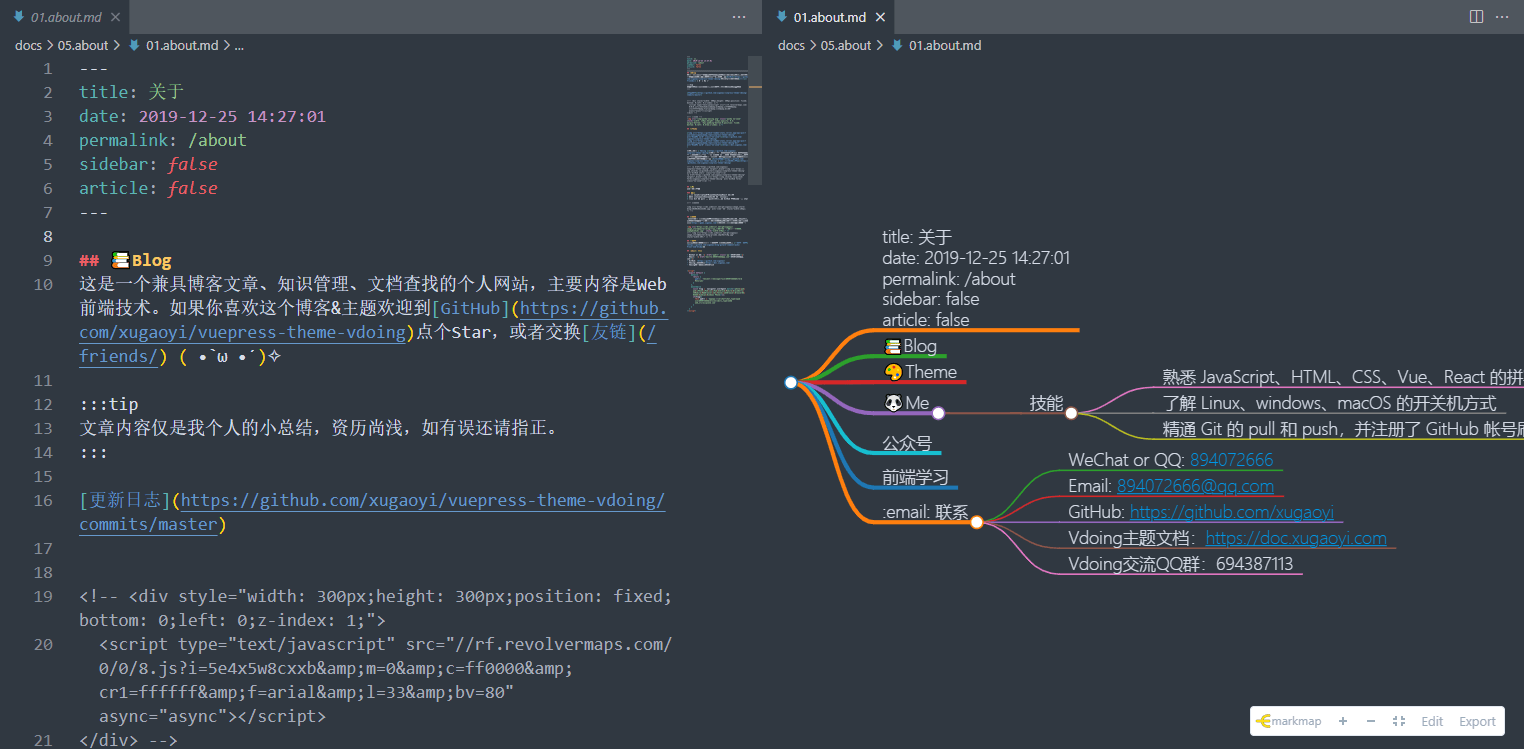 01.about.md
docs > 05.about > 01.about.md > ...
1 ---
2 title: 关于
3 date: 2019-12-25 14:27:01
4 permalink: /about
5 sidebar: false
6 article: false
7 ---
8
9 ## 📚Blog
10 这是一个兼具博客文章、知识管理、文档查找的个人网站，主要内容是Web
前端技术。如果你喜欢这个博客&主题欢迎到[GitHub](https://github.
com/xugaoyi/vuepress-theme-vdoing)点个Star，或者交换[友链](/
friends/) ( •̀ ω •́ )✧
11
12 :::tip
13 文章内容仅是我个人的小总结，资历尚浅，如有误还请指正。
14 :::
15
16 [更新日志](https://github.com/xugaoyi/vuepress-theme-vdoing/
commits/master)
17
18
19 <!-- <div style="width: 300px;height: 300px;position: fixed;
bottom: 0;left: 0;z-index: 1;">
20 <script type="text/javascript" src="//rf.revolvermaps.com/
0/0/8.js?i=5e4x5w8cxxb&amp;m=0&amp;c=ff0000&amp;
cr1=ffffff&amp;f=arial&amp;l=33&amp;bv=80"
async="async"></script>
21 </div> -->
01.about.md
docs > 05.about > 01.about.md
title: 关于
date: 2019-12-25 14:27:01
permalink: /about
sidebar: false
article: false
📚Blog
🎨Theme
🐼Me
技能
熟悉 JavaScript、HTML、CSS、Vue、React 的拼
了解 Linux、windows、macOS 的开关机方式
精通 Git 的 pull 和 push，并注册了 GitHub 帐号刷
公众号
前端学习
:email: 联系
WeChat or QQ: 894072666
Email: 894072666@qq.com
GitHub: https://github.com/xugaoyi
Vdoing主题文档：https://doc.xugaoyi.com
Vdoing交流QQ群：694387113
markmap + − Edit Export